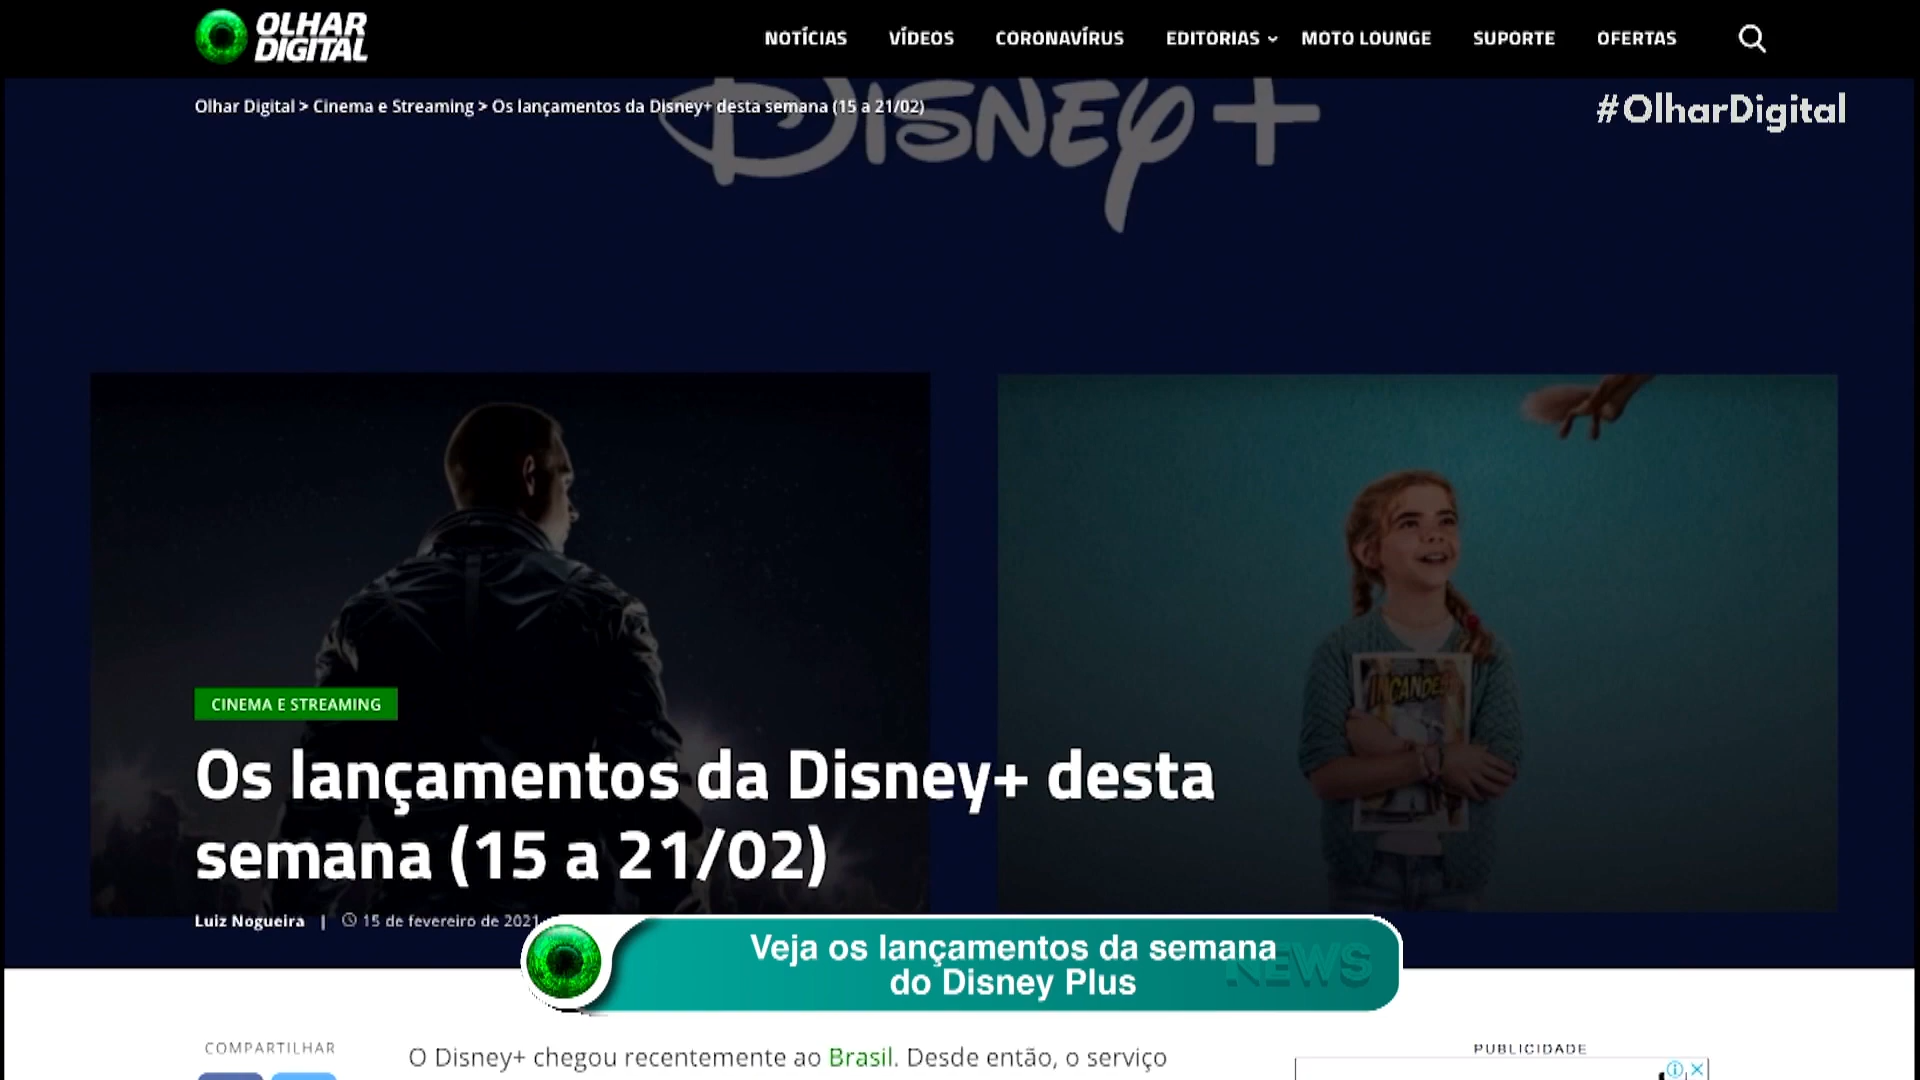 OLHAR
DIGITAL
NOTÍCIAS VÍDEOS CORONAVÍRUS EDITORIAS MOTO LOUNGE SUPORTE OFERTAS
Olhar Digital > Cinema e Streaming > Os lançamentos da Disney+ desta semana (15 a 21/02)
#OlharDigital
DISNEY+
INCANDE
CINEMA E STREAMING
Os lançamentos da Disney+ desta
semana (15 a 21/02)
Luiz Nogueira | 15 de fevereiro de 2021
Veja os lançamentos da semana
do Disney Plus
NEWS
COMPARTILHAR
O Disney+ chegou recentemente ao Brasil. Desde então, o serviço
PUBLICIDADE